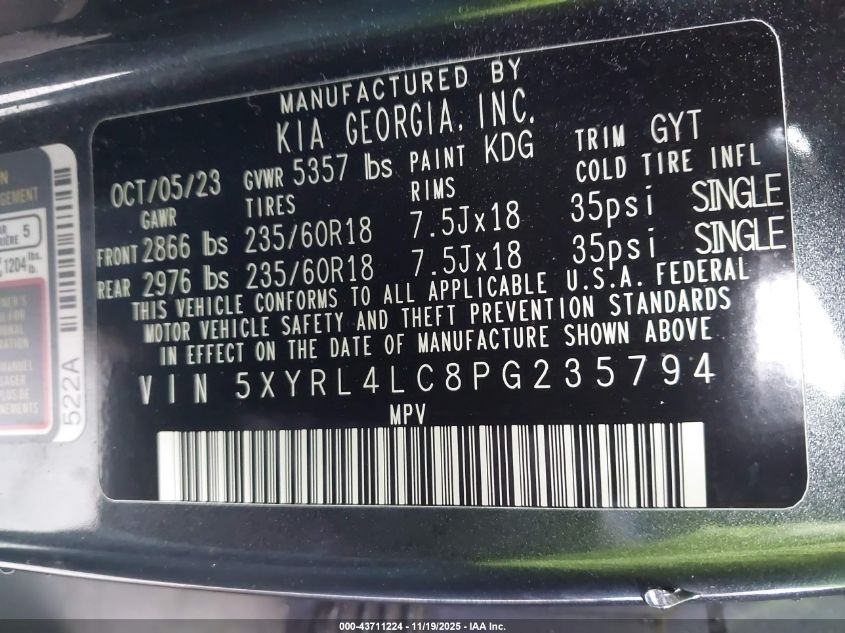 MANUFACTURED BY
KIA GEORGIA, INC.
OCT/05/23 GVWR 5357 lbs PAINT KDG TRIM GYT
GAWR TIRES RIMS COLD TIRE INFL
FRONT 2866 lbs 235/60R18 7.5Jx18 35psi SINGLE
REAR 2976 lbs 235/60R18 7.5Jx18 35psi SINGLE
THIS VEHICLE CONFORMS TO ALL APPLICABLE U.S.A. FEDERAL
MOTOR VEHICLE SAFETY AND THEFT PREVENTION STANDARDS
IN EFFECT ON THE DATE OF MANUFACTURE SHOWN ABOVE
VIN 5XYRL4LC8PG235794
MPV
5
1204 lbs.
522A
000-43711224 - 11/19/2025 - IAA Inc.